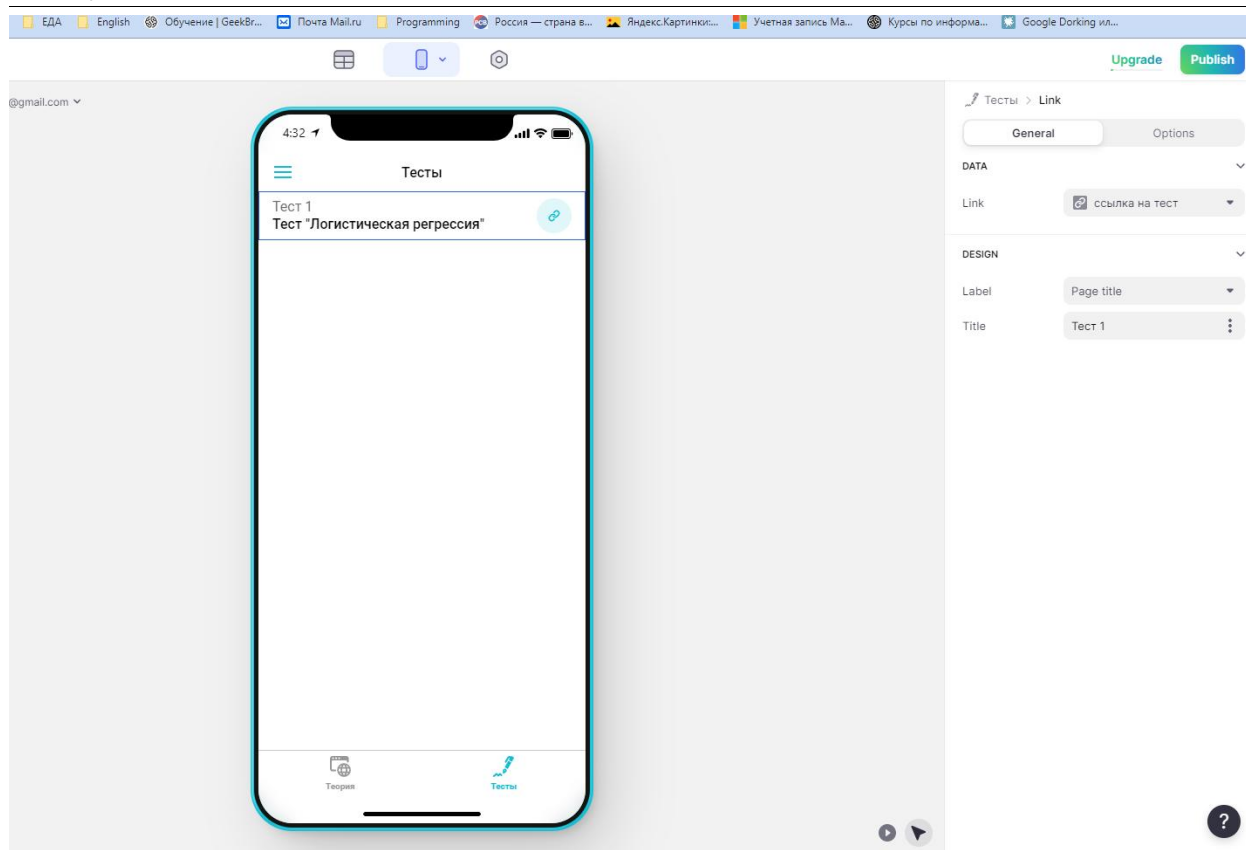 ЕДА English Обучение | GeekBr... Почта Mail.ru Programming Россия — страна в... Яндекс.Картинки:... Учетная запись Ма... Курсы по информа... Google Dorking ил...
Upgrade Publish
@gmail.com
Тесты > Link
4:32
General Options
Тесты
DATA
Тест 1
Link ссылка на тест
Тест "Логистическая регрессия"
DESIGN
Label Page title
Title Тест 1
Теория Тесты
?